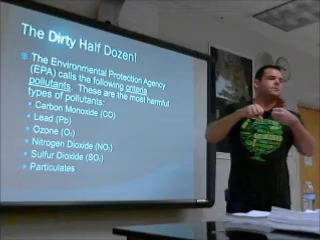 The Dirty Half Dozen!
The Environmental Protection Agency
(EPA) calls the following criteria
pollutants. These are the most harmful
types of pollutants:
Carbon Monoxide (CO)
Lead (Pb)
Ozone (O₃)
Nitrogen Dioxide (NO₂)
Sulfur Dioxide (SO₂)
Particulates